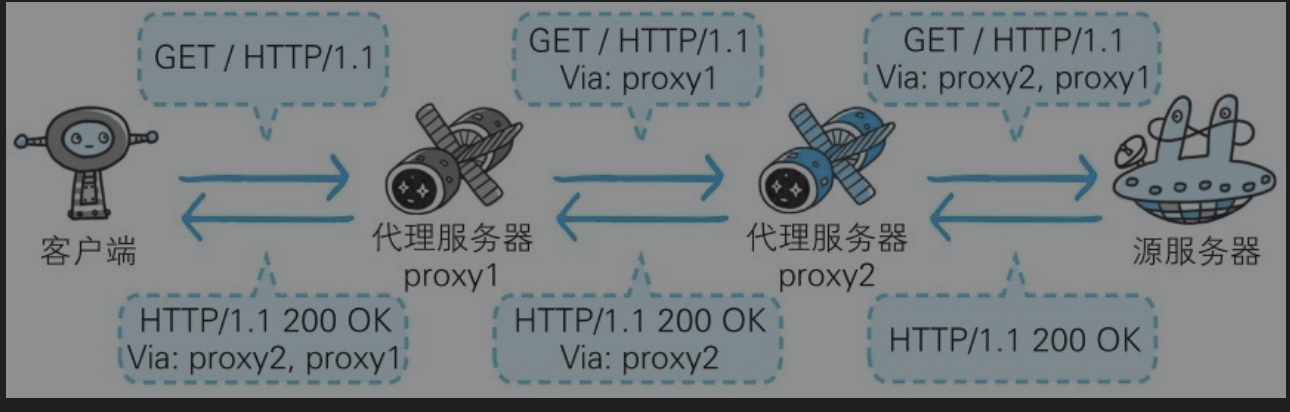 GET / HTTP/1.1
GET / HTTP/1.1
Via: proxy1
GET / HTTP/1.1
Via: proxy2, proxy1
客户端
代理服务器
proxy1
代理服务器
proxy2
源服务器
HTTP/1.1 200 OK
Via: proxy2, proxy1
HTTP/1.1 200 OK
Via: proxy2
HTTP/1.1 200 OK